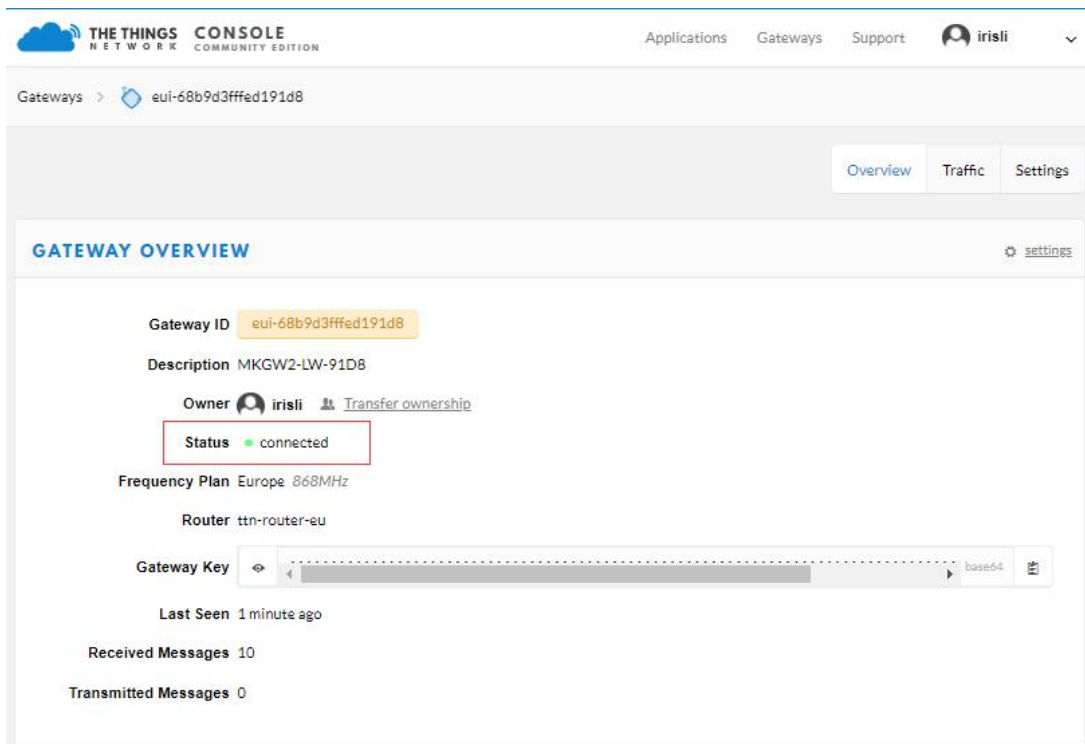 THE THINGS NETWORK CONSOLE COMMUNITY EDITION Applications Gateways Support irisli
Gateways > eui-68b9d3fffed191d8
Overview Traffic Settings
GATEWAY OVERVIEW settings
Gateway ID eui-68b9d3fffed191d8
Description MKGW2-LW-91D8
Owner irisli Transfer ownership
Status connected
Frequency Plan Europe 868MHz
Router ttn-router-eu
Gateway Key base64
Last Seen 1 minute ago
Received Messages 10
Transmitted Messages 0